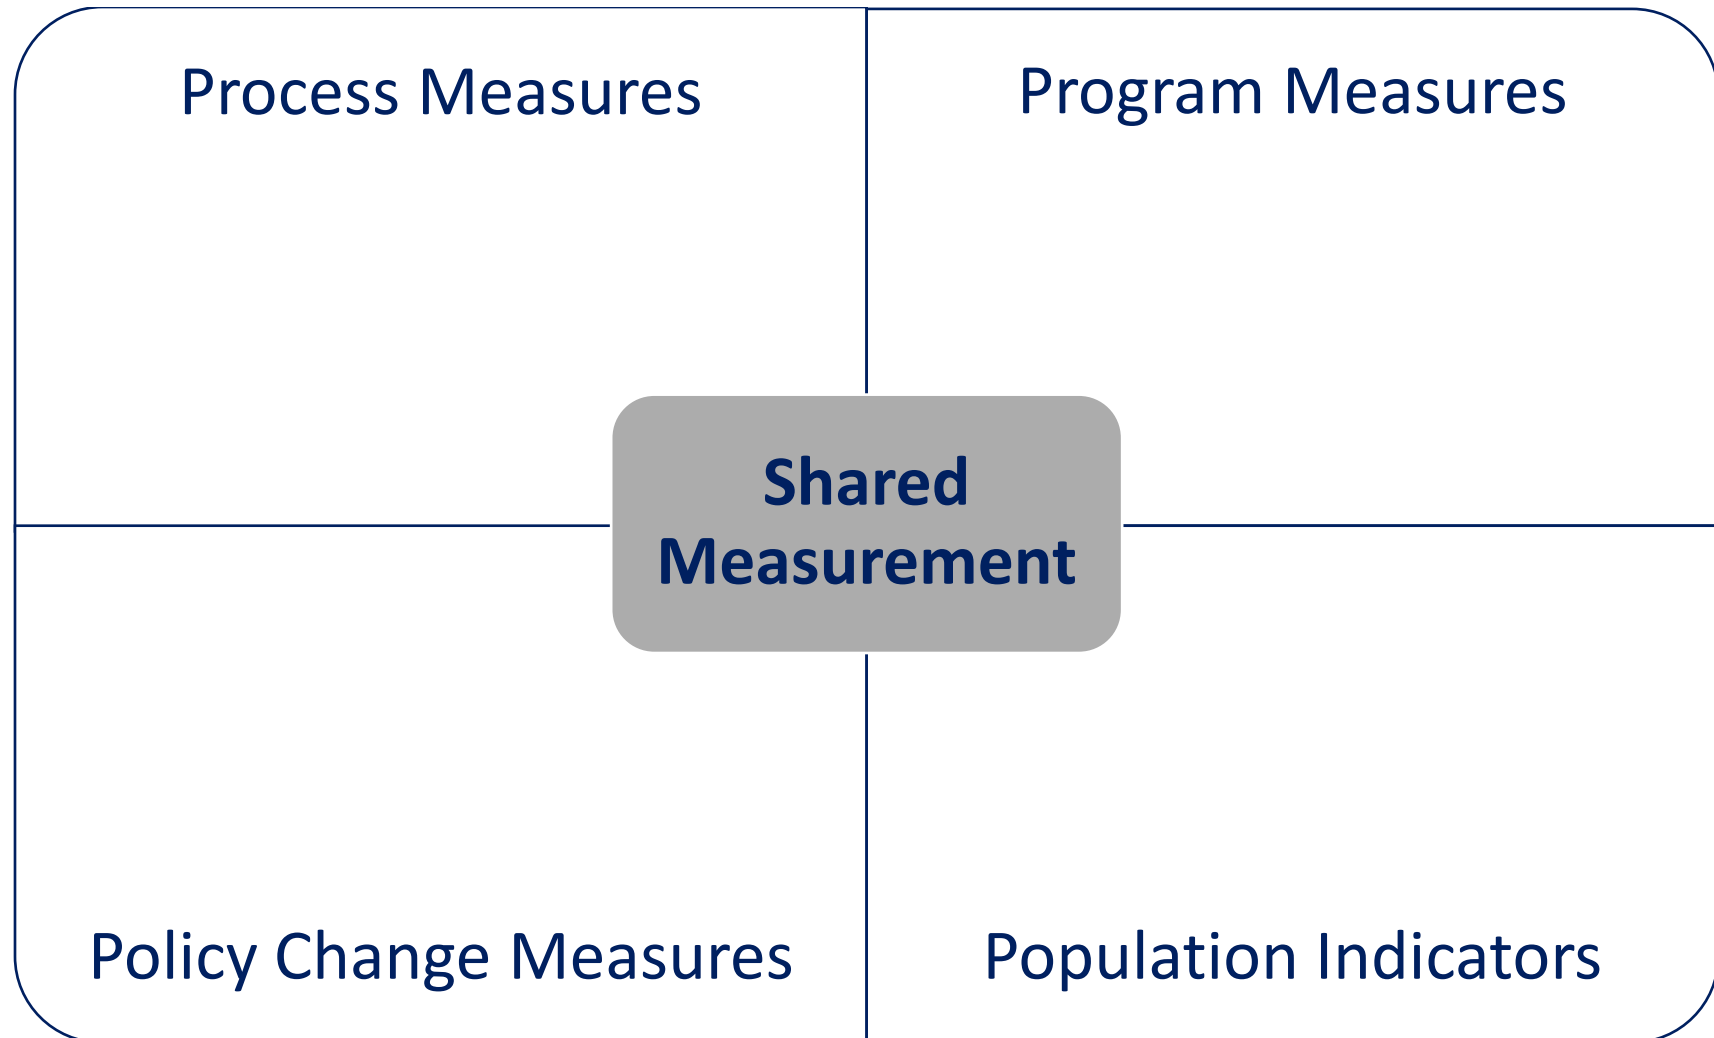 Process Measures
Program Measures
Shared
Measurement
Policy Change Measures
Population Indicators